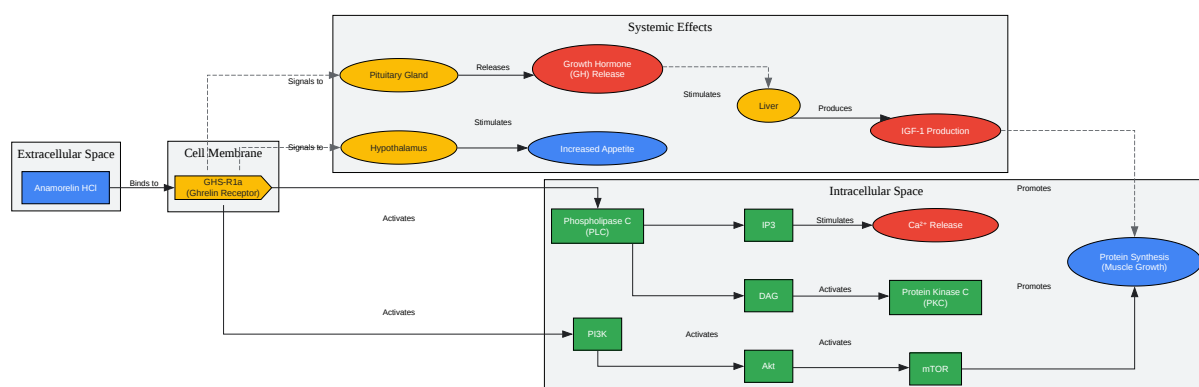 Systemic Effects
Pituitary Gland
Releases
Growth Hormone
(GH) Release
Signals to
Stimulates
Liver
Produces
IGF-1 Production
Stimulates
Signals to
Hypothalamus
Increased Appetite
Extracellular Space
Anamorelin HCl
Binds to
Cell Membrane
GHS-R1a
(Ghrelin Receptor)
Intracellular Space
Promotes
Activates
Phospholipase C
(PLC)
IP3
Stimulates
Ca²⁺ Release
Protein Synthesis
(Muscle Growth)
DAG
Activates
Protein Kinase C
(PKC)
Promotes
Activates
PI3K
Activates
Akt
Activates
mTOR